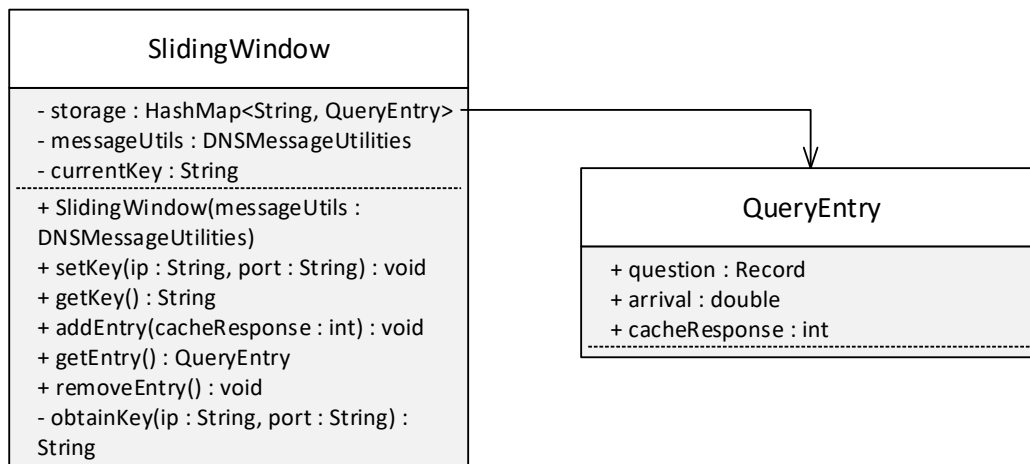 SlidingWindow
- storage : HashMap<String, QueryEntry>
- messageUtils : DNSMessageUtilities
- currentKey : String
+ SlidingWindow(messageUtils :
DNSMessageUtilities)
+ setKey(ip : String, port : String) : void
+ getKey() : String
+ addEntry(cacheResponse : int) : void
+ getEntry() : QueryEntry
+ removeEntry() : void
- obtainKey(ip : String, port : String) :
String
QueryEntry
+ question : Record
+ arrival : double
+ cacheResponse : int